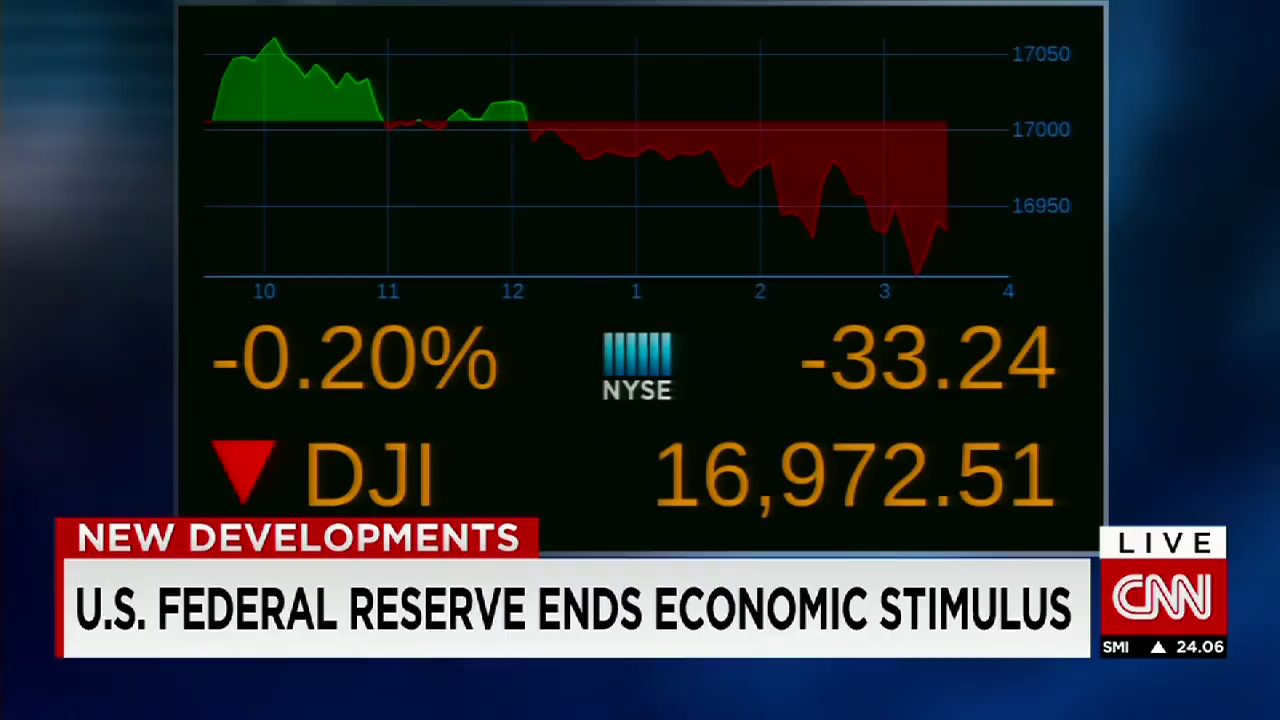 17050
17000
16950
10 11 12 1 2 3 4
-0.20% NYSE -33.24
DJI 16,972.51
NEW DEVELOPMENTS
U.S. FEDERAL RESERVE ENDS ECONOMIC STIMULUS
LIVE
CNN
SMI ▲ 24.06